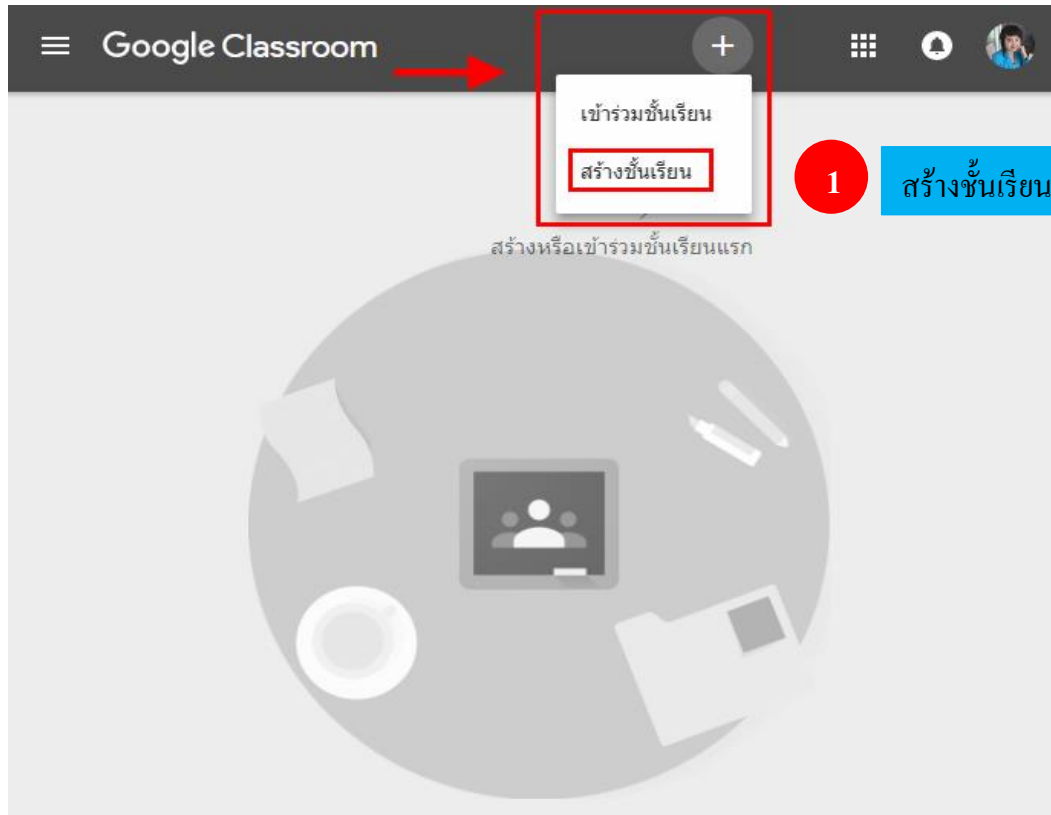 Google Classroom
+
เข้าร่วมชั้นเรียน
สร้างชั้นเรียน
1
สร้างชั้นเรียน
สร้างหรือเข้าร่วมชั้นเรียนแรก